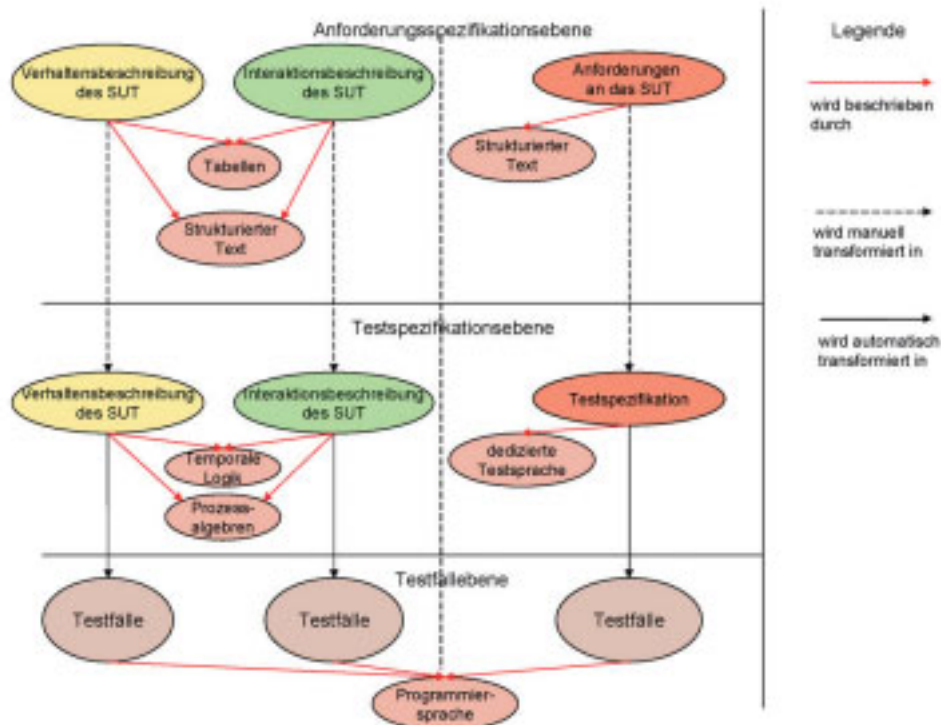 Anforderungsspezifikationsebene
Legende
Verhaltensbeschreibung
des SUT
Interaktionsbeschreibung
des SUT
Anforderungen
an das SUT
wird beschrieben
durch
Tabellen
Strukturierter
Text
Strukturierter
Text
wird manuell
transformiert in
Testspezifikationsebene
wird automatisch
transformiert in
Verhaltensbeschreibung
des SUT
Interaktionsbeschreibung
des SUT
Testspezifikation
Temporale
Logik
dedizierte
Testsprache
Prozess-
algebren
Testfallebene
Testfälle
Testfälle
Testfälle
Programmier-
sprache